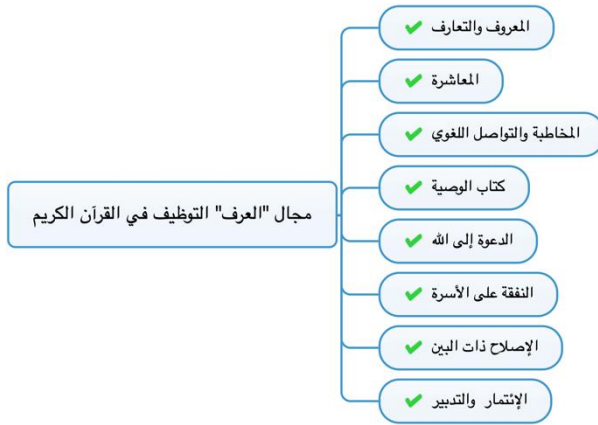 مجال "العرف" التوظيف في القرآن الكريم
المعروف والتعارف
المعاشرة
المخاطبة والتواصل اللغوي
كتاب الوصية
الدعوة إلى الله
النفقة على الأسرة
الإصلاح ذات البين
الإئتمار والتدبير